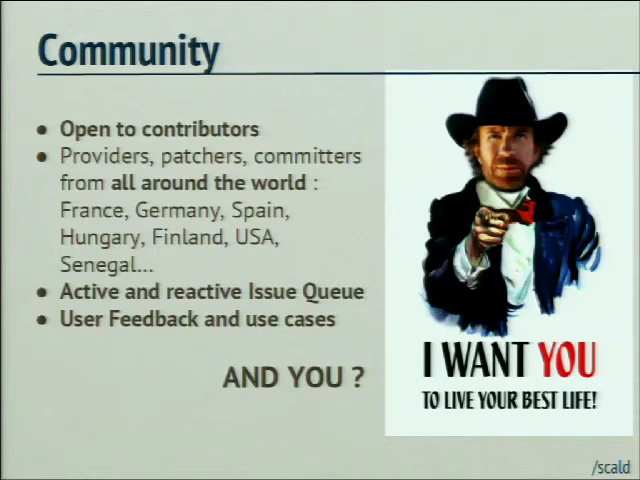 Community
● Open to contributors
● Providers, patchers, committers
from all around the world :
France, Germany, Spain,
Hungary, Finland, USA,
Senegal...
● Active and reactive Issue Queue
● User Feedback and use cases
AND YOU ?
I WANT YOU
TO LIVE YOUR BEST LIFE!
/scald